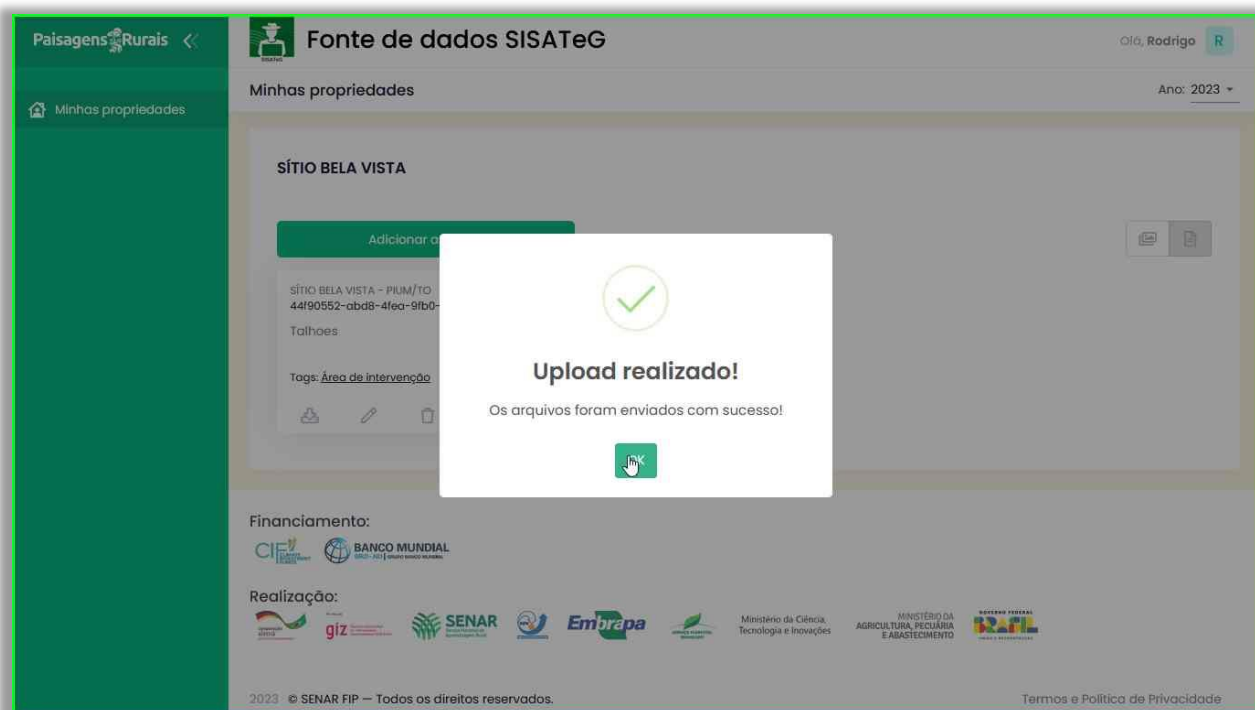 Paisagens Rurais
Fonte de dados SISATeG
Olá, Rodrigo R
Minhas propriedades
Minhas propriedades
Ano: 2023
SÍTIO BELA VISTA
Adicionar
SÍTIO BELA VISTA - PIUM/TO
44f90552-abd8-4fea-9fb0-
Talhoes
Tags: Área de intervenção
Upload realizado!
Os arquivos foram enviados com sucesso!
OK
Financiamento:
CIF
BANCO MUNDIAL
Realização:
giz
SENAR
Embrapa
Ministério da Ciência,
Tecnologia e Inovações
MINISTÉRIO DA
AGRICULTURA, PECUÁRIA
E ABASTECIMENTO
GOVERNO FEDERAL
BRASIL
2023 © SENAR FIP — Todos os direitos reservados.
Termos e Política de Privacidade